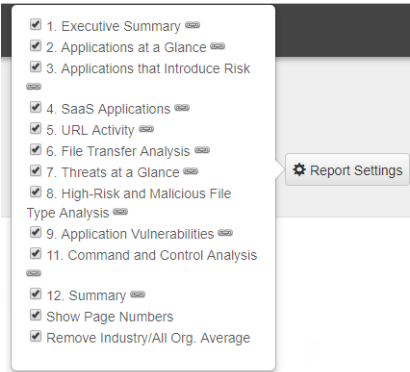 1. Executive Summary
2. Applications at a Glance
3. Applications that Introduce Risk
4. SaaS Applications
5. URL Activity
6. File Transfer Analysis
7. Threats at a Glance
8. High-Risk and Malicious File
Type Analysis
9. Application Vulnerabilities
11. Command and Control Analysis
12. Summary
Show Page Numbers
Remove Industry/All Org. Average
Report Settings